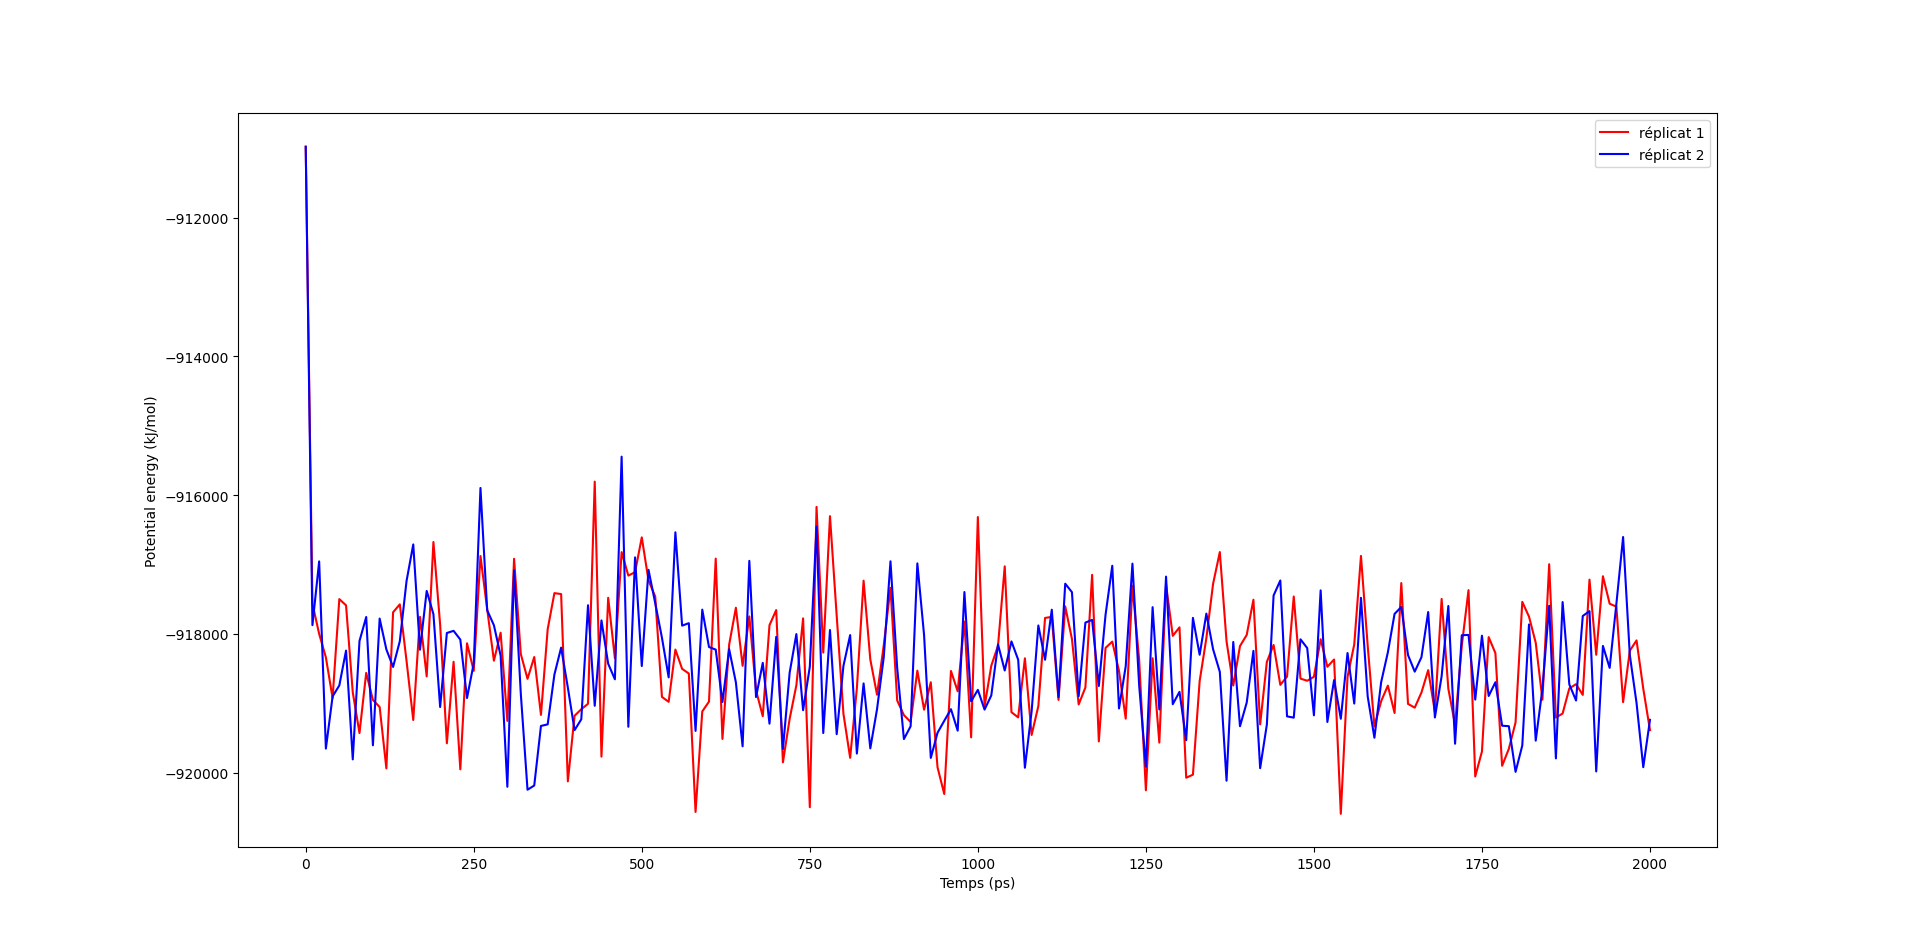 réplicat 1
réplicat 2
−912000
−914000
−916000
−918000
−920000
Potential energy (kJ/mol)
0 250 500 750 1000 1250 1500 1750 2000
Temps (ps)